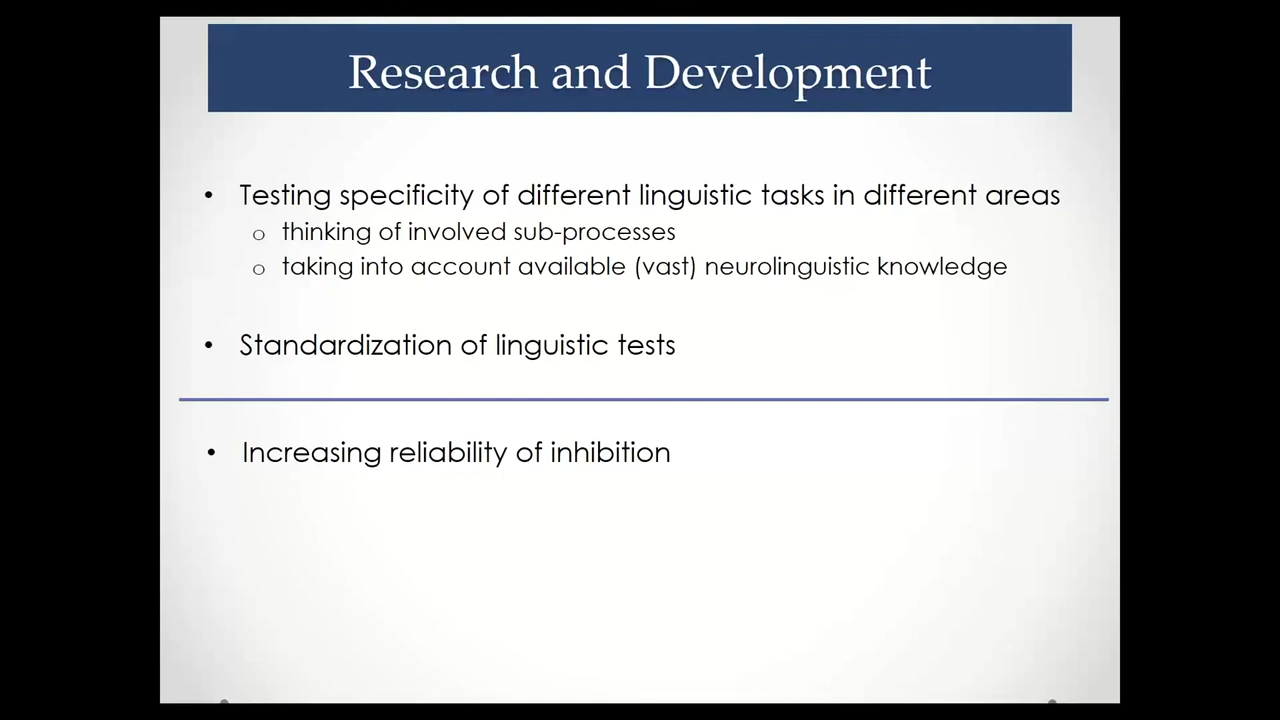 Research and Development
• Testing specificity of different linguistic tasks in different areas
o thinking of involved sub-processes
o taking into account available (vast) neurolinguistic knowledge
• Standardization of linguistic tests
• Increasing reliability of inhibition